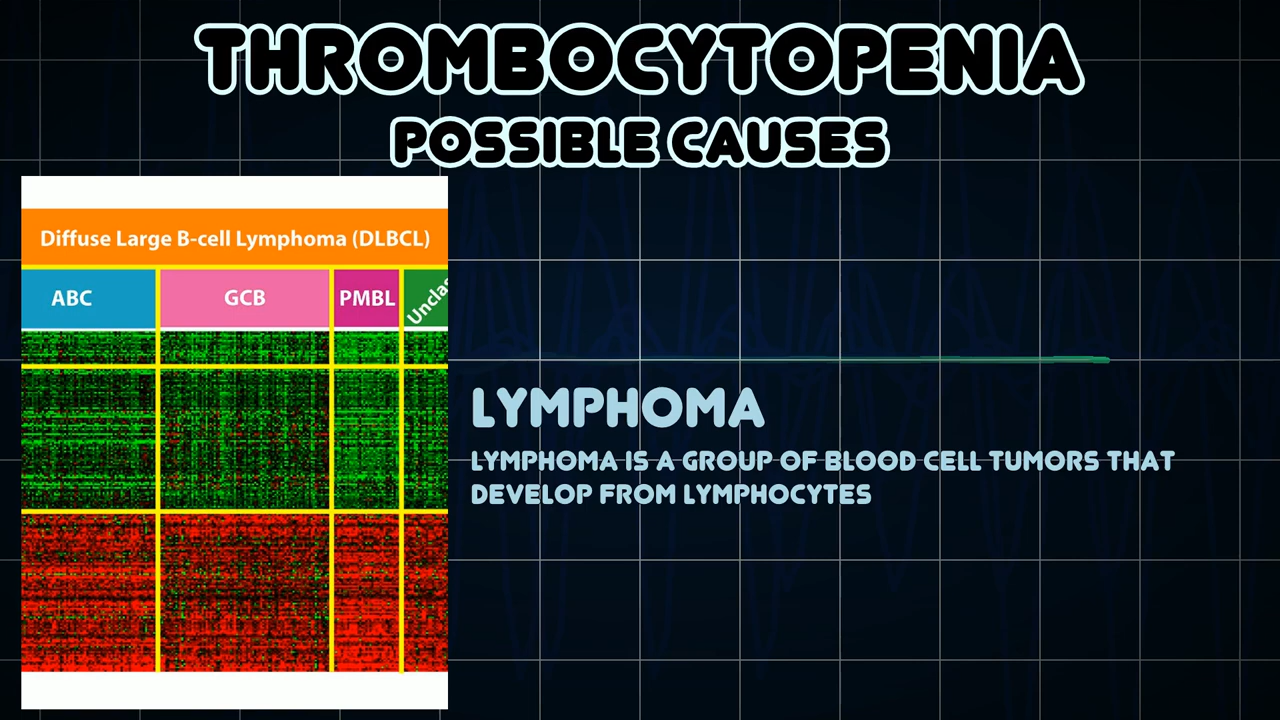 THROMBOCYTOPENIA
POSSIBLE CAUSES
Diffuse Large B-cell Lymphoma (DLBCL)
ABC GCB PMBL Unclas
LYMPHOMA
LYMPHOMA IS A GROUP OF BLOOD CELL TUMORS THAT
DEVELOP FROM LYMPHOCYTES